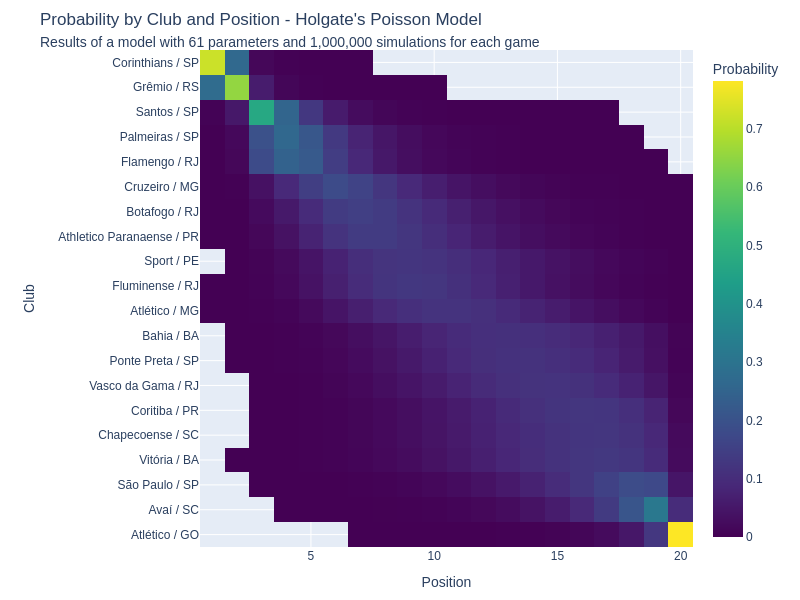 Probability by Club and Position - Holgate's Poisson Model
Results of a model with 61 parameters and 1,000,000 simulations for each game
Probability
Club
Corinthians / SP
Grêmio / RS
Santos / SP
Palmeiras / SP
Flamengo / RJ
Cruzeiro / MG
Botafogo / RJ
Athletico Paranaense / PR
Sport / PE
Fluminense / RJ
Atlético / MG
Bahia / BA
Ponte Preta / SP
Vasco da Gama / RJ
Coritiba / PR
Chapecoense / SC
Vitória / BA
São Paulo / SP
Avaí / SC
Atlético / GO
0.7
0.6
0.5
0.4
0.3
0.2
0.1
0
5 10 15 20
Position